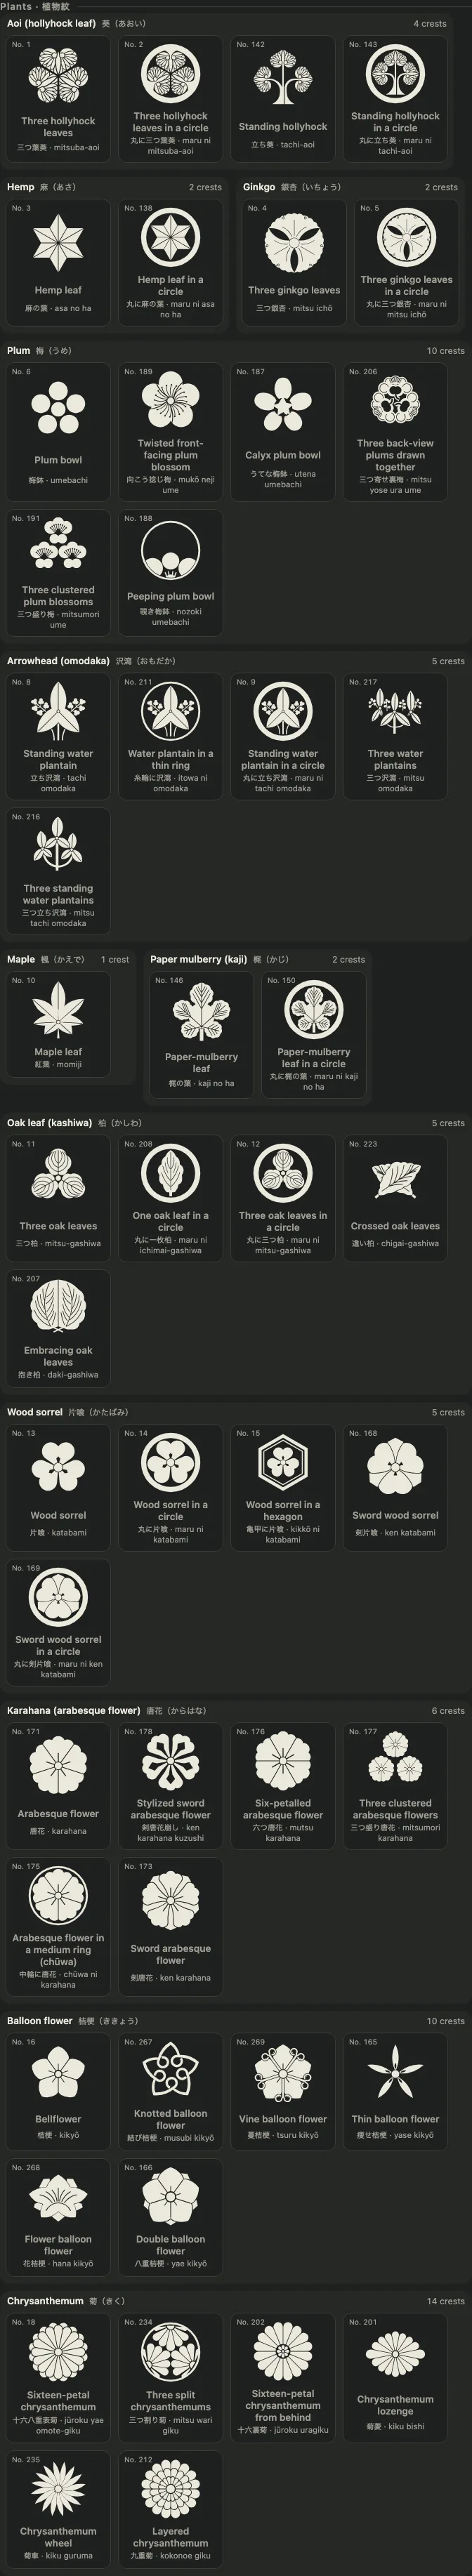 Plants · 植物紋
Aoi (hollyhock leaf) 葵（あおい） 4 crests
No. 1
Three hollyhock
leaves
三つ葉葵 · mitsuba-aoi
No. 2
Three hollyhock
leaves in a circle
丸に三つ葉葵 · maru ni
mitsuba-aoi
No. 142
Standing hollyhock
立ち葵 · tachi-aoi
No. 143
Standing hollyhock
in a circle
丸に立ち葵 · maru ni
tachi-aoi
Hemp 麻（あさ） 2 crests
No. 3
Hemp leaf
麻の葉 · asa no ha
No. 138
Hemp leaf in a
circle
丸に麻の葉 · maru ni asa
no ha
Ginkgo 銀杏（いちょう） 2 crests
No. 4
Three ginkgo leaves
三つ銀杏 · mitsu ichō
No. 5
Three ginkgo leaves
in a circle
丸に三つ銀杏 · maru ni
mitsu ichō
Plum 梅（うめ） 10 crests
No. 6
Plum bowl
梅鉢 · umebachi
No. 189
Twisted front-
facing plum
blossom
向こう捻じ梅 · mukō neji
ume
No. 187
Calyx plum bowl
うてな梅鉢 · utena
umebachi
No. 206
Three back-view
plums drawn
together
三つ寄せ裏梅 · mitsu
yose ura ume
No. 191
Three clustered
plum blossoms
三つ盛り梅 · mitsumori
ume
No. 188
Peeping plum bowl
覗き梅鉢 · nozoki
umebachi
Arrowhead (omodaka) 沢瀉（おもだか） 5 crests
No. 8
Standing water
plantain
立ち沢瀉 · tachi
omodaka
No. 211
Water plantain in a
thin ring
糸輪に沢瀉 · itowa ni
omodaka
No. 9
Standing water
plantain in a circle
丸に立ち沢瀉 · maru ni
tachi omodaka
No. 217
Three water
plantains
三つ沢瀉 · mitsu
omodaka
No. 216
Three standing
water plantains
三つ立ち沢瀉 · mitsu
tachi omodaka
Maple 楓（かえで） 1 crest
No. 10
Maple leaf
紅葉 · momiji
Paper mulberry (kaji) 梶（かじ） 2 crests
No. 146
Paper-mulberry
leaf
梶の葉 · kaji no ha
No. 150
Paper-mulberry
leaf in a circle
丸に梶の葉 · maru ni kaji
no ha
Oak leaf (kashiwa) 柏（かしわ） 5 crests
No. 11
Three oak leaves
三つ柏 · mitsu-gashiwa
No. 208
One oak leaf in a
circle
丸に一枚柏 · maru ni
ichimai-gashiwa
No. 12
Three oak leaves in
a circle
丸に三つ柏 · maru ni
mitsu-gashiwa
No. 223
Crossed oak leaves
違い柏 · chigai-gashiwa
No. 207
Embracing oak
leaves
抱き柏 · daki-gashiwa
Wood sorrel 片喰（かたばみ） 5 crests
No. 13
Wood sorrel
片喰 · katabami
No. 14
Wood sorrel in a
circle
丸に片喰 · maru ni
katabami
No. 15
Wood sorrel in a
hexagon
亀甲に片喰 · kikkō ni
katabami
No. 168
Sword wood sorrel
剣片喰 · ken katabami
No. 169
Sword wood sorrel
in a circle
丸に剣片喰 · maru ni ken
katabami
Karahana (arabesque flower) 唐花（からはな） 6 crests
No. 171
Arabesque flower
唐花 · karahana
No. 178
Stylized sword
arabesque flower
剣唐花崩し · ken
karahana kuzushi
No. 176
Six-petalled
arabesque flower
六つ唐花 · mutsu
karahana
No. 177
Three clustered
arabesque flowers
三つ盛り唐花 · mitsumori
karahana
No. 175
Arabesque flower in
a medium ring
(chūwa)
中輪に唐花 · chūwa ni
karahana
No. 173
Sword arabesque
flower
剣唐花 · ken karahana
Balloon flower 桔梗（ききょう） 10 crests
No. 16
Bellflower
桔梗 · kikyō
No. 267
Knotted balloon
flower
結び桔梗 · musubi kikyō
No. 269
Vine balloon flower
蔓桔梗 · tsuru kikyō
No. 165
Thin balloon flower
痩せ桔梗 · yase kikyō
No. 268
Flower balloon
flower
花桔梗 · hana kikyō
No. 166
Double balloon
flower
八重桔梗 · yae kikyō
Chrysanthemum 菊（きく） 14 crests
No. 18
Sixteen-petal
chrysanthemum
十六八重表菊 · jūroku yae
omote-giku
No. 234
Three split
chrysanthemums
三つ割り菊 · mitsu wari
giku
No. 202
Sixteen-petal
chrysanthemum
from behind
十六裏菊 · jūroku uragiku
No. 201
Chrysanthemum
lozenge
菊菱 · kiku bishi
No. 235
Chrysanthemum
wheel
菊車 · kiku guruma
No. 212
Layered
chrysanthemum
九重菊 · kokonoe giku